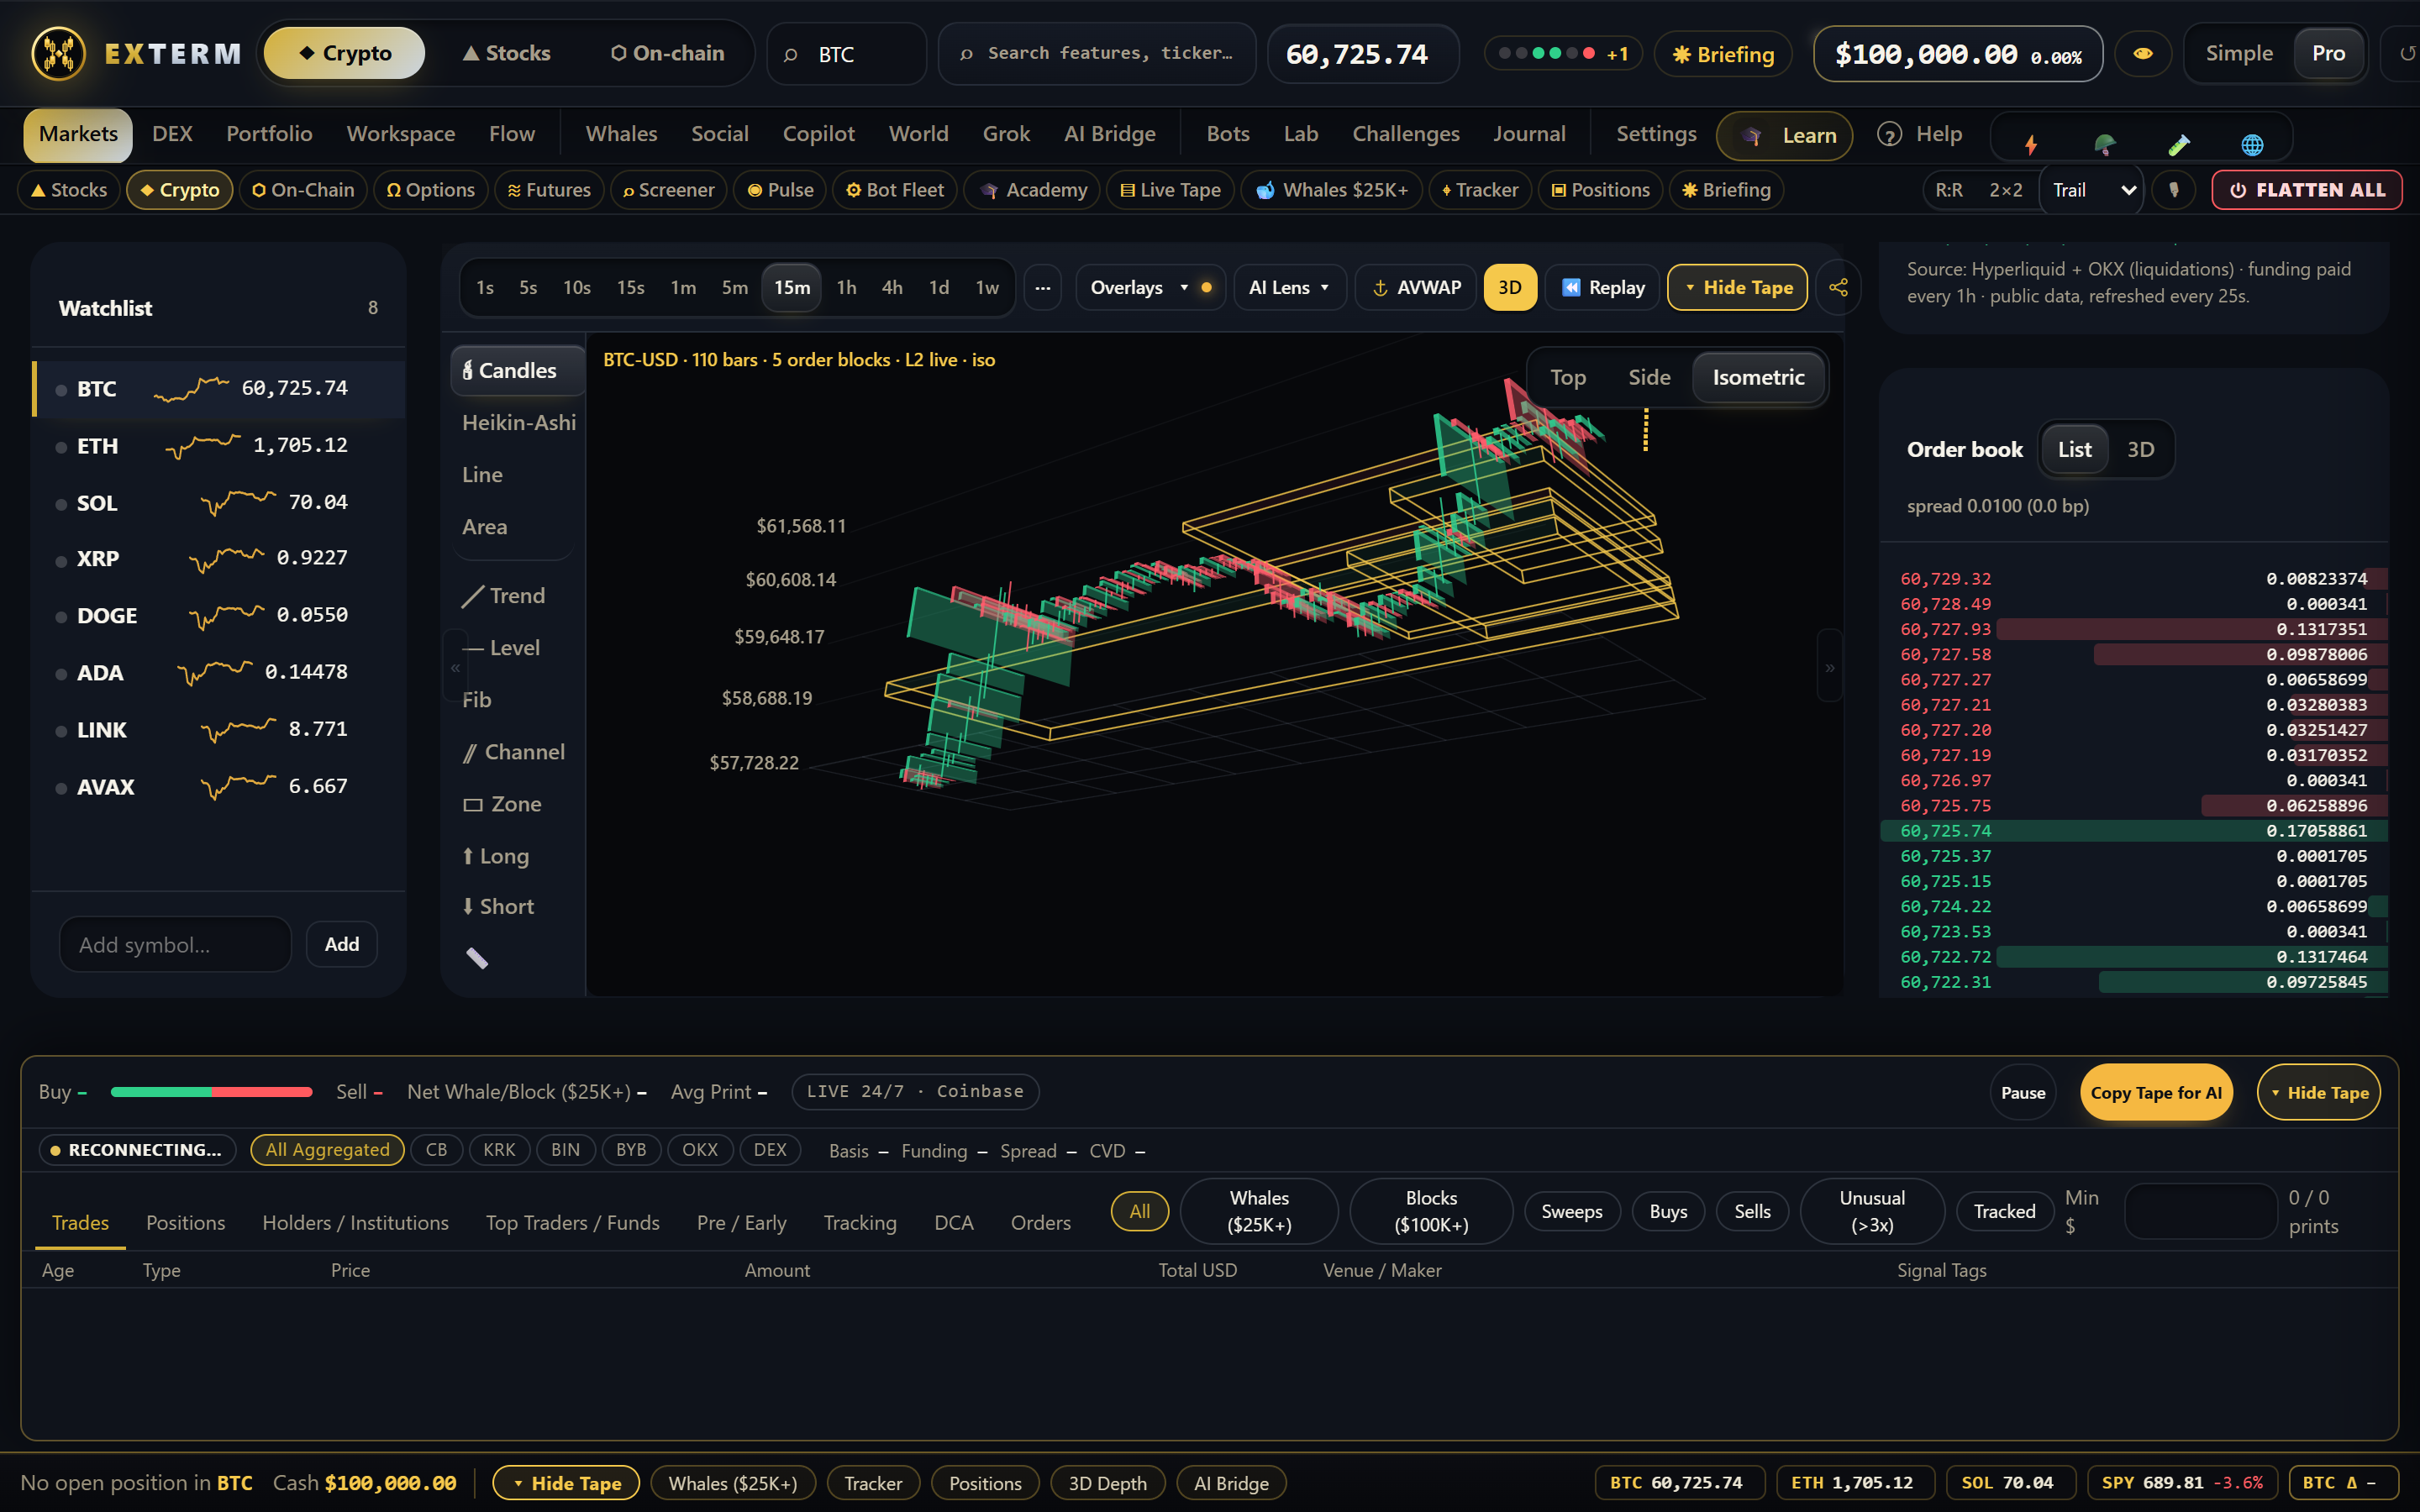 EXTERM
◆ Crypto
▲ Stocks
⬡ On-chain
BTC
Search features, ticker…
60,725.74
+1
Briefing
$100,000.00 0.00%
Simple
Pro
Markets
DEX
Portfolio
Workspace
Flow
Whales
Social
Copilot
World
Grok
AI Bridge
Bots
Lab
Challenges
Journal
Settings
Learn
? Help
Stocks
Crypto
On-Chain
Ω Options
Futures
Screener
Pulse
Bot Fleet
Academy
Live Tape
Whales $25K+
Tracker
Positions
Briefing
R:R
2×2
Trail
FLATTEN ALL
Watchlist
8
BTC 60,725.74
ETH 1,705.12
SOL 70.04
XRP 0.9227
DOGE 0.0550
ADA 0.14478
LINK 8.771
AVAX 6.667
Add symbol…
Add
1s
5s
10s
15s
1m
5m
15m
1h
4h
1d
1w
…
Overlays ▾
AI Lens ▾
AVWAP
3D
Replay
▾ Hide Tape
Candles
Heikin-Ashi
Line
Area
Trend
Level
Fib
Channel
Zone
Long
Short
«
»
BTC-USD · 110 bars · 5 order blocks · L2 live · iso
Top
Side
Isometric
$61,568.11
$60,608.14
$59,648.17
$58,688.19
$57,728.22
Source: Hyperliquid + OKX (liquidations) · funding paid
every 1h · public data, refreshed every 25s.
Order book
List
3D
spread 0.0100 (0.0 bp)
60,729.32 0.00823374
60,728.49 0.000341
60,727.93 0.1317351
60,727.58 0.09878006
60,727.27 0.00658699
60,727.21 0.03280383
60,727.20 0.03251427
60,727.19 0.03170352
60,726.97 0.000341
60,725.75 0.06258896
60,725.74 0.17058861
60,725.37 0.0001705
60,725.15 0.0001705
60,724.22 0.00658699
60,723.53 0.000341
60,722.72 0.1317464
60,722.31 0.09725845
Buy –
Sell –
Net Whale/Block ($25K+) –
Avg Print –
LIVE 24/7 · Coinbase
Pause
Copy Tape for AI
▾ Hide Tape
RECONNECTING…
All Aggregated
CB
KRK
BIN
BYB
OKX
DEX
Basis –
Funding –
Spread –
CVD –
Trades
Positions
Holders / Institutions
Top Traders / Funds
Pre / Early
Tracking
DCA
Orders
All
Whales
($25K+)
Blocks
($100K+)
Sweeps
Buys
Sells
Unusual
(>3x)
Tracked
Min
$
0 / 0
prints
Age
Type
Price
Amount
Total USD
Venue / Maker
Signal Tags
No open position in BTC
Cash $100,000.00
▾ Hide Tape
Whales ($25K+)
Tracker
Positions
3D Depth
AI Bridge
BTC 60,725.74
ETH 1,705.12
SOL 70.04
SPY 689.81 -3.6%
BTC Δ –